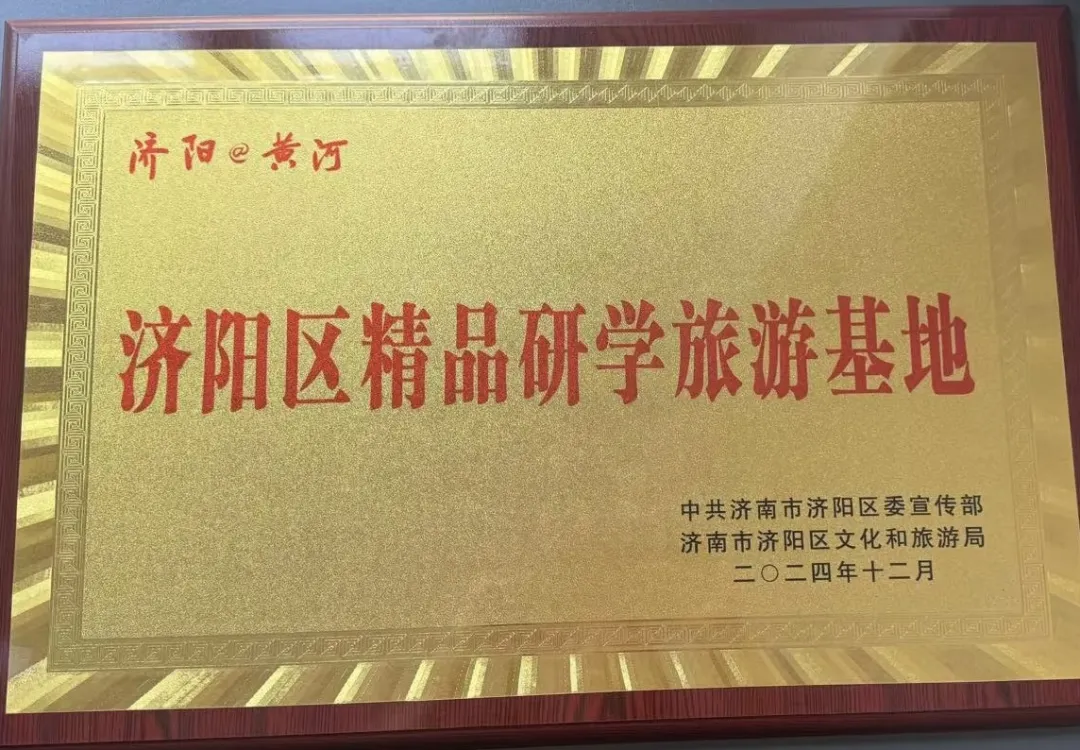 济阳@黄河
济阳区精品研学旅游基地
中共济南市济阳区委宣传部
济南市济阳区文化和旅游局
二〇二四年十二月